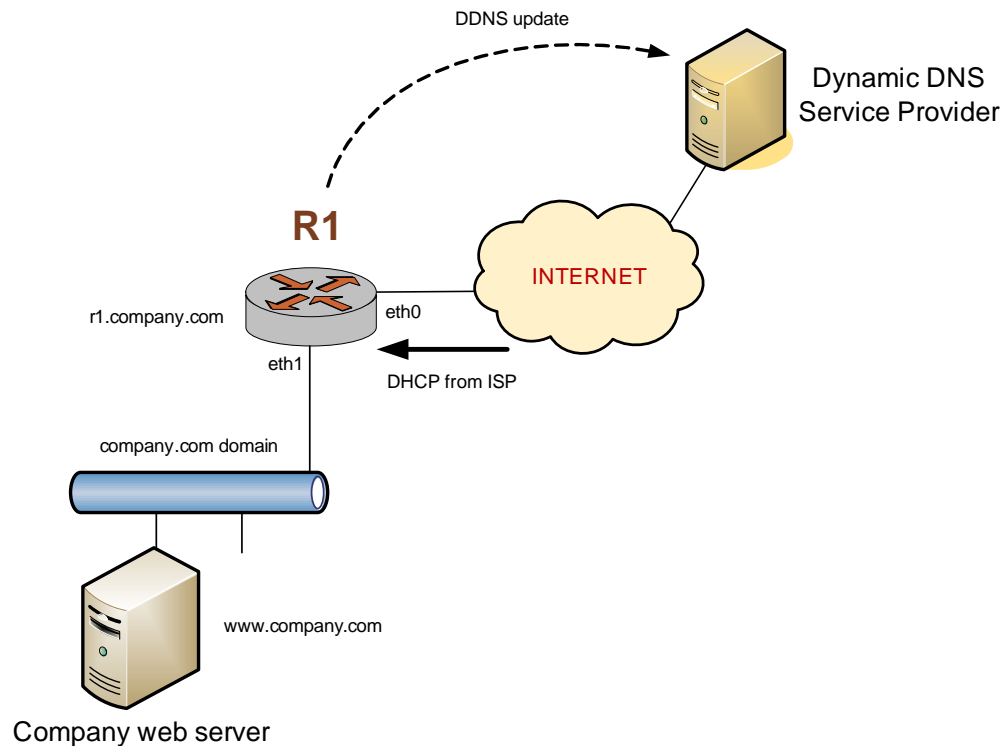 DDNS update
Dynamic DNS
Service Provider
R1
INTERNET
r1.company.com
eth0
eth1
DHCP from ISP
company.com domain
www.company.com
Company web server